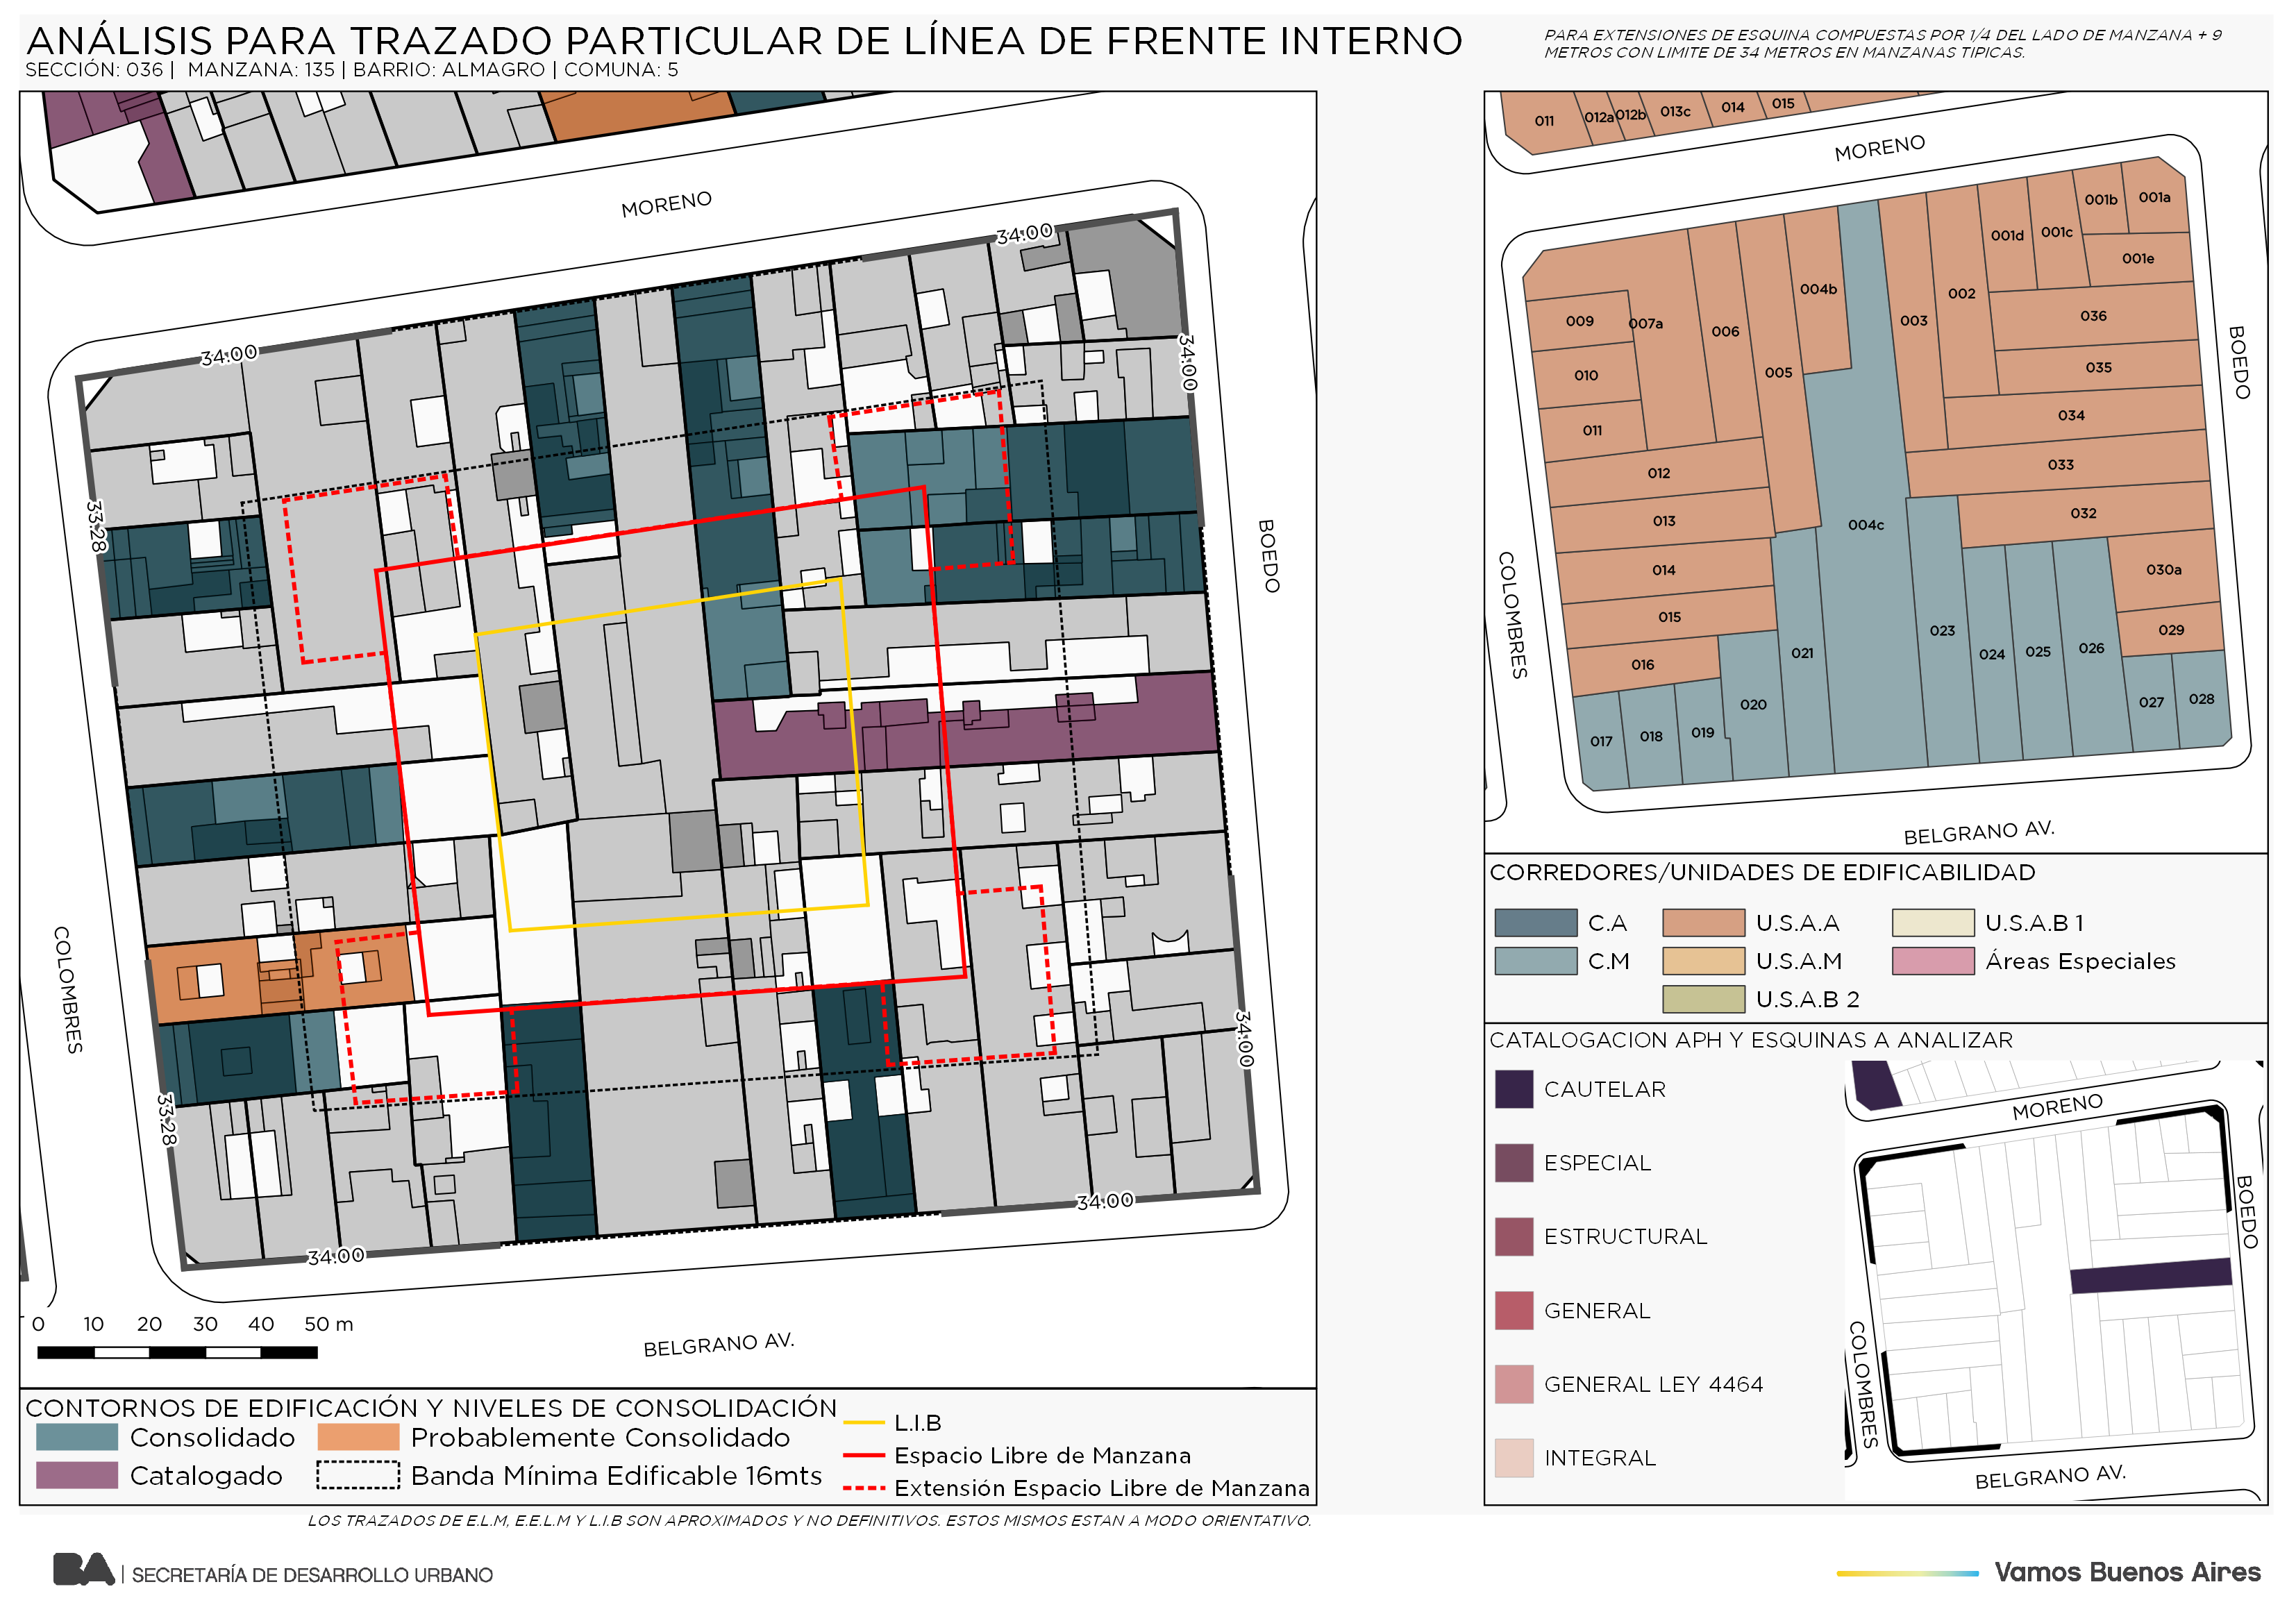 ANÁLISIS PARA TRAZADO PARTICULAR DE LÍNEA DE FRENTE INTERNO
SECCIÓN: 036 | MANZANA: 135 | BARRIO: ALMAGRO | COMUNA: 5
PARA EXTENSIONES DE ESQUINA COMPUESTAS POR 1/4 DEL LADO DE MANZANA + 9
METROS CON LIMITE DE 34 METROS EN MANZANAS TIPICAS.
MORENO
34.00
34.00
34.00
33.28
BOEDO
COLOMBRES
34.00
33.28
34.00
34.00
BELGRANO AV.
0 10 20 30 40 50 m
CONTORNOS DE EDIFICACIÓN Y NIVELES DE CONSOLIDACIÓN
Consolidado
Probablemente Consolidado
Catalogado
Banda Mínima Edificable 16mts
L.I.B
Espacio Libre de Manzana
Extensión Espacio Libre de Manzana
LOS TRAZADOS DE E.L.M, E.E.L.M Y L.I.B SON APROXIMADOS Y NO DEFINITIVOS. ESTOS MISMOS ESTAN A MODO ORIENTATIVO.
011
012a
012b
013c
014
015
MORENO
001b
001a
001d
001c
001e
004b
002
009
007a
006
003
036
BOEDO
010
005
035
011
034
012
033
013
004c
032
014
030a
COLOMBRES
015
023
029
016
021
024
025
026
020
027
028
017
018
019
BELGRANO AV.
CORREDORES/UNIDADES DE EDIFICABILIDAD
C.A
U.S.A.A
U.S.A.B 1
C.M
U.S.A.M
Áreas Especiales
U.S.A.B 2
CATALOGACION APH Y ESQUINAS A ANALIZAR
CAUTELAR
ESPECIAL
ESTRUCTURAL
GENERAL
GENERAL LEY 4464
INTEGRAL
MORENO
BOEDO
COLOMBRES
BELGRANO AV.
BA | SECRETARÍA DE DESARROLLO URBANO
Vamos Buenos Aires